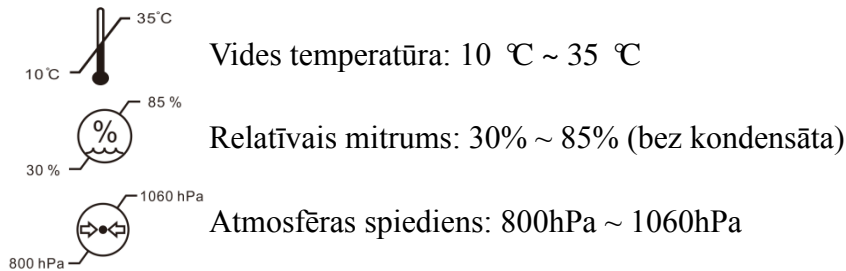 35℃
Vides temperatūra: 10 ℃ ~ 35 ℃
10℃
85 %
%
Relatīvais mitrums: 30% ~ 85% (bez kondensāta)
30 %
1060 hPa
Atmosfēras spiediens: 800hPa ~ 1060hPa
800 hPa